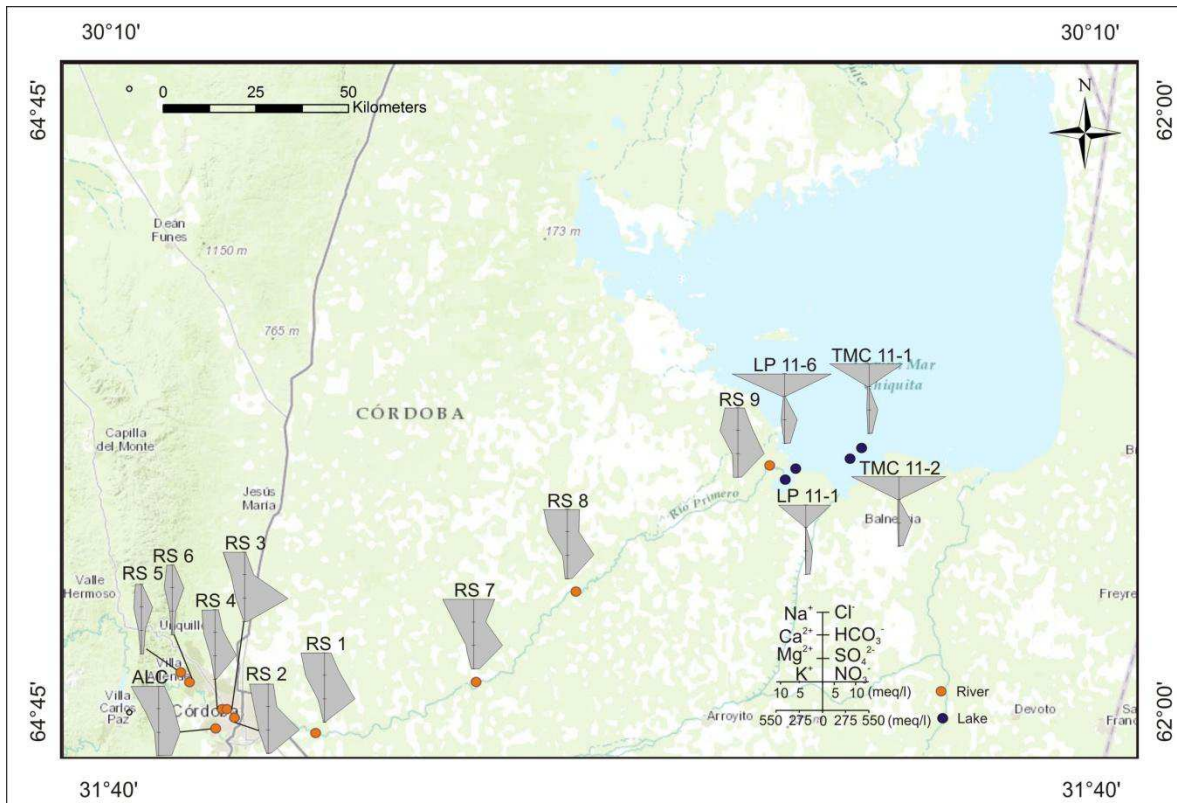 30°10' 30°10'
64°45' 62°00'
0 25 50
Kilometers
N
Deán
Funes
1150 m
173 m
765 m
CÓRDOBA
LP 11-6
TMC 11-1
Mar
RS 9
Capilla
del Monte
Jesús
María
RS 8
Río Primero
LP 11-1
TMC 11-2
RS 3
RS 6
RS 5
Valle
Hermoso
RS 4
RS 7
Freyre
Na⁺ Cl⁻
Ca²⁺ HCO₃⁻
Mg²⁺ SO₄²⁻
K⁺ NO₃⁻
10 5 5 10 (meq/l)
550 275 0 275 550 (meq/l)
River
Lake
RS 1
RS 2
ALC
Villa
Villa
Carlos
Paz
Córdoba
Arroyito
Devoto
64°45' 62°00'
31°40' 31°40'